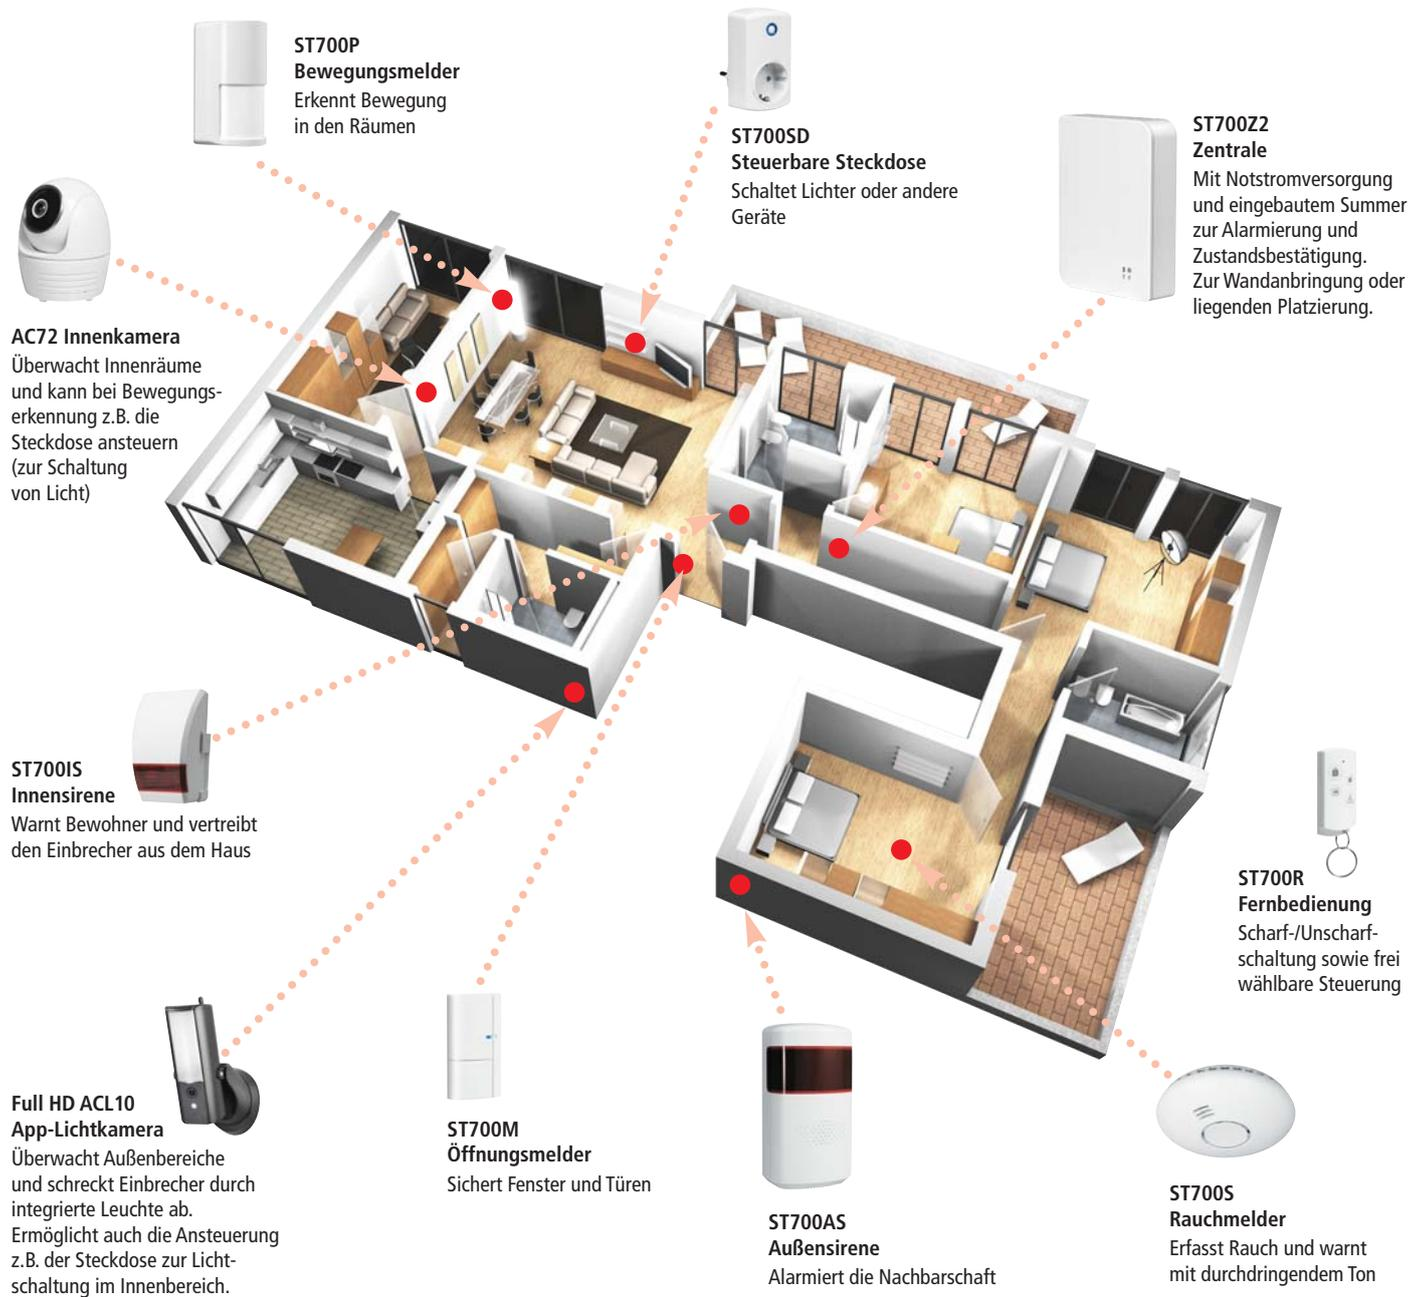 ST700P
Bewegungsmelder
Erkennt Bewegung
in den Räumen
ST700SD
Steuerbare Steckdose
Schaltet Lichter oder andere
Geräte
ST700Z2
Zentrale
Mit Notstromversorgung
und eingebautem Summer
zur Alarmierung und
Zustandsbestätigung.
Zur Wandanbringung oder
liegenden Platzierung.
AC72 Innenkamera
Überwacht Innenräume
und kann bei Bewegungs-
erkennung z.B. die
Steckdose ansteuern
(zur Schaltung
von Licht)
ST700IS
Innensirene
Warnt Bewohner und vertreibt
den Einbrecher aus dem Haus
ST700R
Fernbedienung
Scharf-/Unscharf-
schaltung sowie frei
wählbare Steuerung
Full HD ACL10
App-Lichtkamera
Überwacht Außenbereiche
und schreckt Einbrecher durch
integrierte Leuchte ab.
Ermöglicht auch die Ansteuerung
z.B. der Steckdose zur Licht-
schaltung im Innenbereich.
ST700M
Öffnungsmelder
Sichert Fenster und Türen
ST700AS
Außensirene
Alarmiert die Nachbarschaft
ST700S
Rauchmelder
Erfasst Rauch und warnt
mit durchdringendem Ton